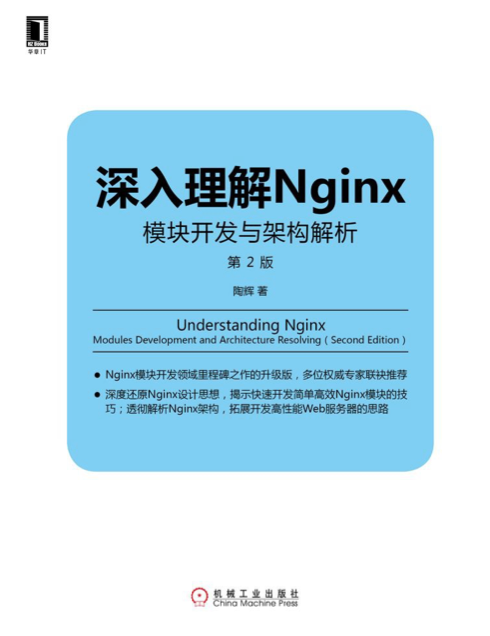 HZ Books
华章IT
深入理解Nginx
模块开发与架构解析
第 2 版
陶辉 著
Understanding Nginx
Modules Development and Architecture Resolving（Second Edition）
● Nginx模块开发领域里程碑之作的升级版，多位权威专家联袂推荐
● 深度还原Nginx设计思想，揭示快速开发简单高效Nginx模块的技
巧；透彻解析Nginx架构，拓展开发高性能Web服务器的思路
机械工业出版社
China Machine Press